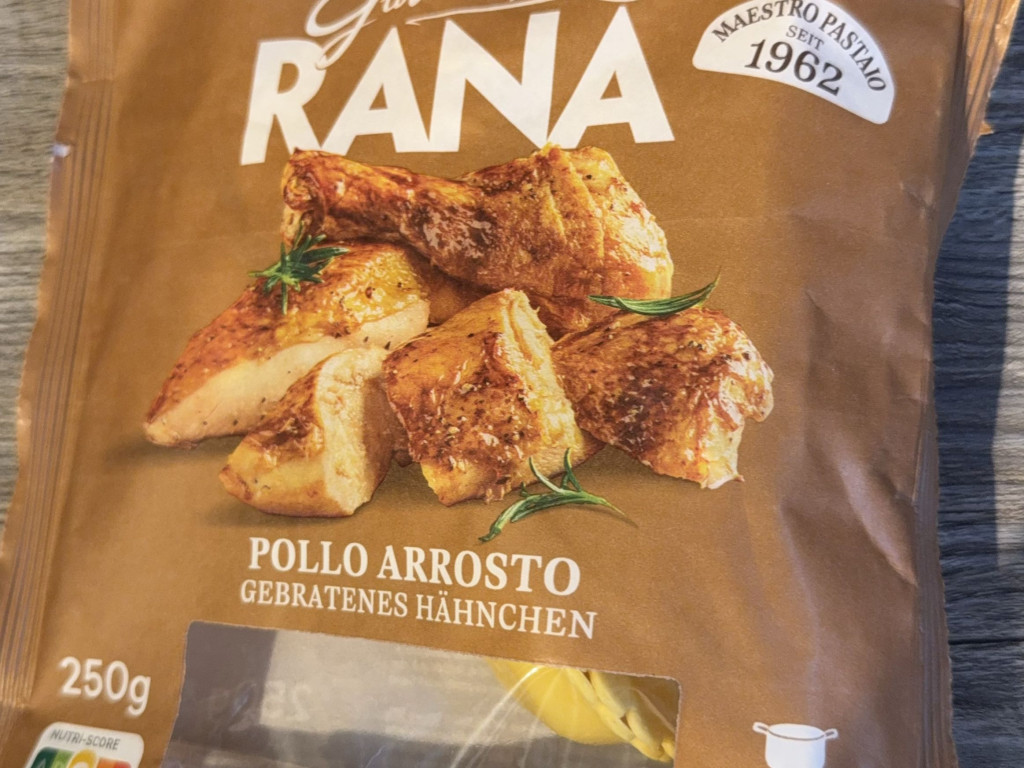 RANA
MAESTRO PASTAIO
SEIT
1962
POLLO ARROSTO
GEBRATENES HÄHNCHEN
250g
NUTRI-SCORE